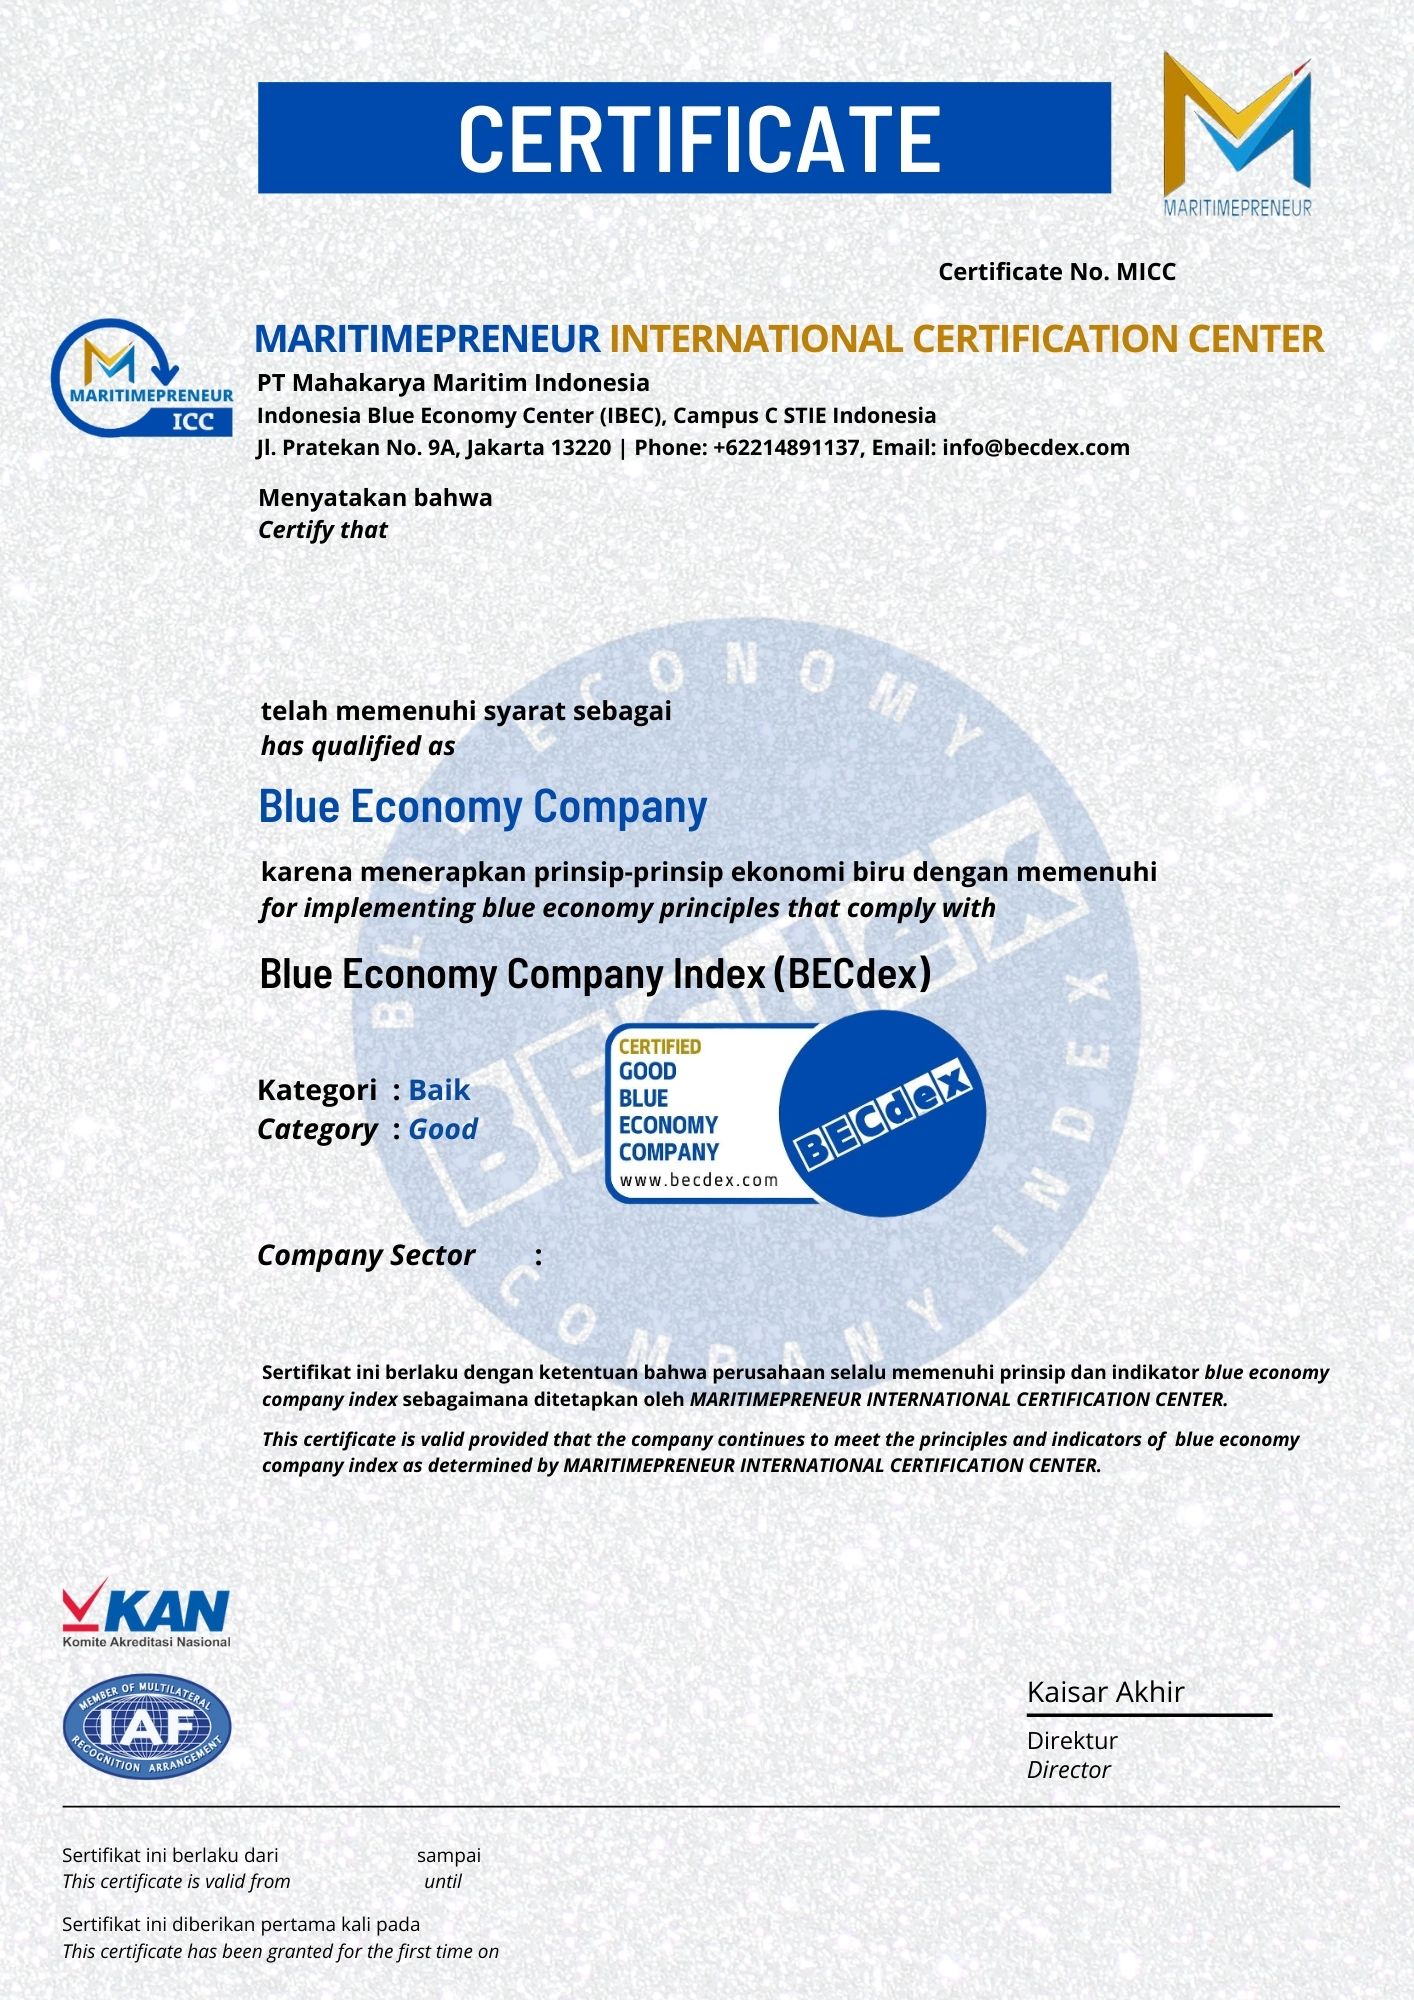 CERTIFICATE
MARITIMEPRENEUR
Certificate No. MICC
MARITIMEPRENEUR
ICC
MARITIMEPRENEUR INTERNATIONAL CERTIFICATION CENTER
PT Mahakarya Maritim Indonesia
Indonesia Blue Economy Center (IBEC), Campus C STIE Indonesia
Jl. Pratekan No. 9A, Jakarta 13220 | Phone: +62214891137, Email: info@becdex.com
Menyatakan bahwa
Certify that
BLUE ECONOMY COMPANY INDEX
BECdex
telah memenuhi syarat sebagai
has qualified as
Blue Economy Company
karena menerapkan prinsip-prinsip ekonomi biru dengan memenuhi
for implementing blue economy principles that comply with
Blue Economy Company Index (BECdex)
Kategori : Baik
Category : Good
CERTIFIED
GOOD
BLUE
ECONOMY
COMPANY
www.becdex.com
BECdex
Company Sector :
Sertifikat ini berlaku dengan ketentuan bahwa perusahaan selalu memenuhi prinsip dan indikator blue economy
company index sebagaimana ditetapkan oleh MARITIMEPRENEUR INTERNATIONAL CERTIFICATION CENTER.
This certificate is valid provided that the company continues to meet the principles and indicators of blue economy
company index as determined by MARITIMEPRENEUR INTERNATIONAL CERTIFICATION CENTER.
KAN
Komite Akreditasi Nasional
MEMBER OF MULTILATERAL
IAF
RECOGNITION ARRANGEMENT
Kaisar Akhir
Direktur
Director
Sertifikat ini berlaku dari sampai
This certificate is valid from until
Sertifikat ini diberikan pertama kali pada
This certificate has been granted for the first time on